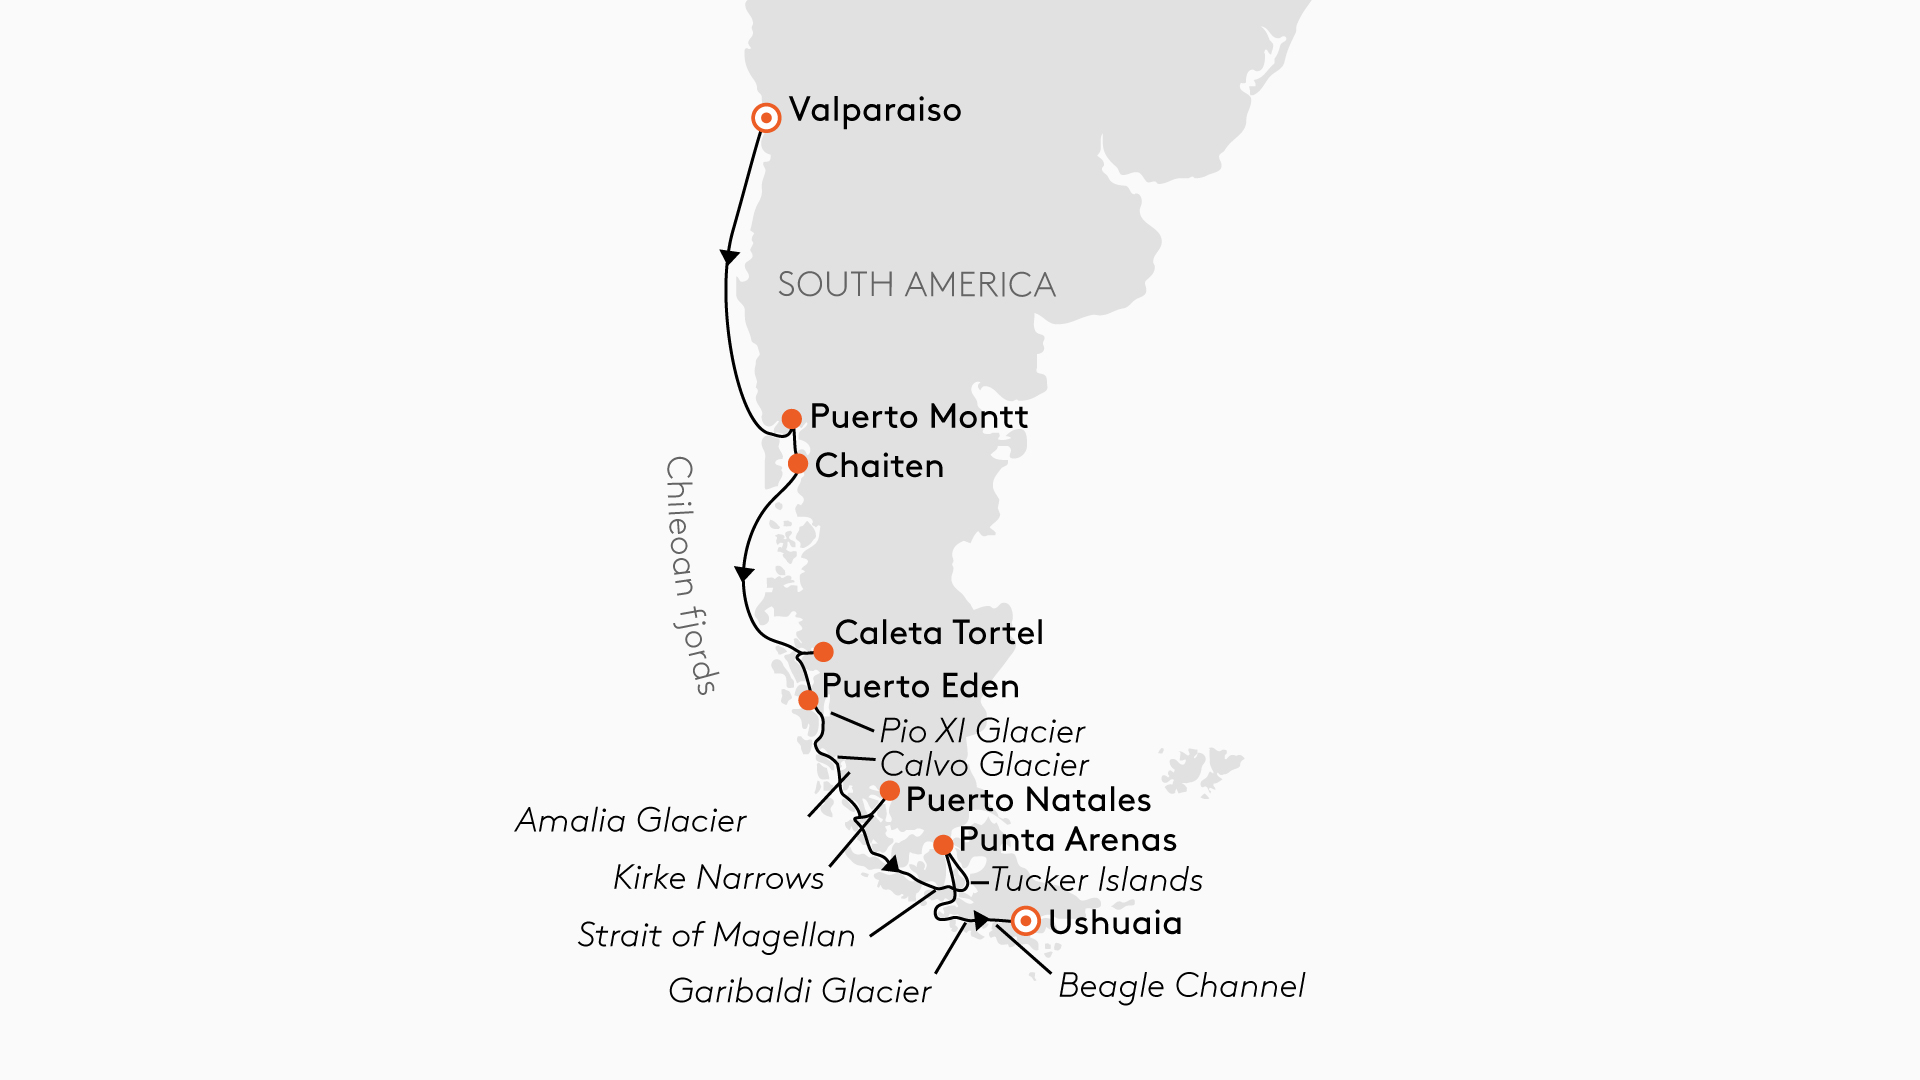 Valparaiso
SOUTH AMERICA
Puerto Montt
Chaiten
Chileoan fjords
Caleta Tortel
Puerto Eden
Pio XI Glacier
Calvo Glacier
Puerto Natales
Amalia Glacier
Punta Arenas
Kirke Narrows
Tucker Islands
Ushuaia
Strait of Magellan
Beagle Channel
Garibaldi Glacier